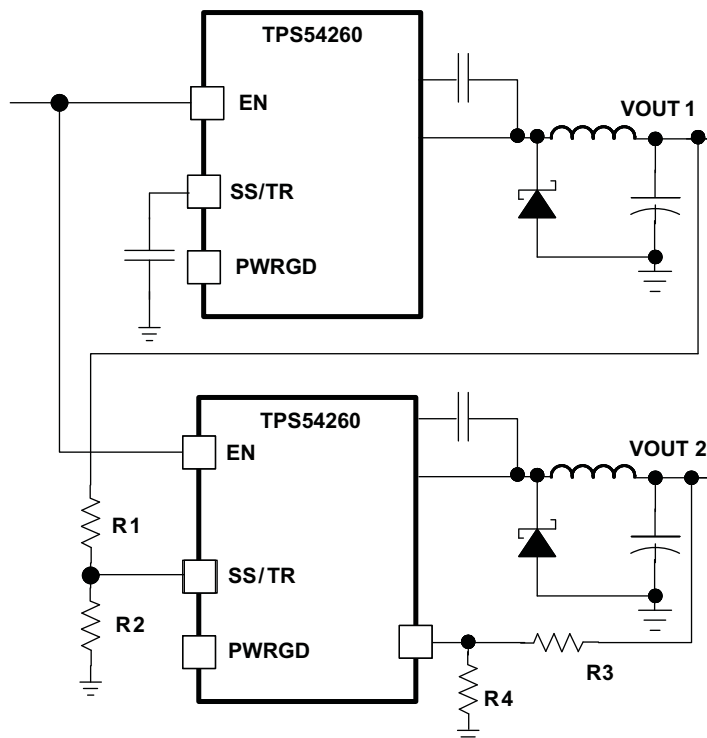 TPS54260
EN
VOUT 1
SS/TR
PWRGD
TPS54260
EN
VOUT 2
R1
SS/TR
R2
PWRGD
R3
R4